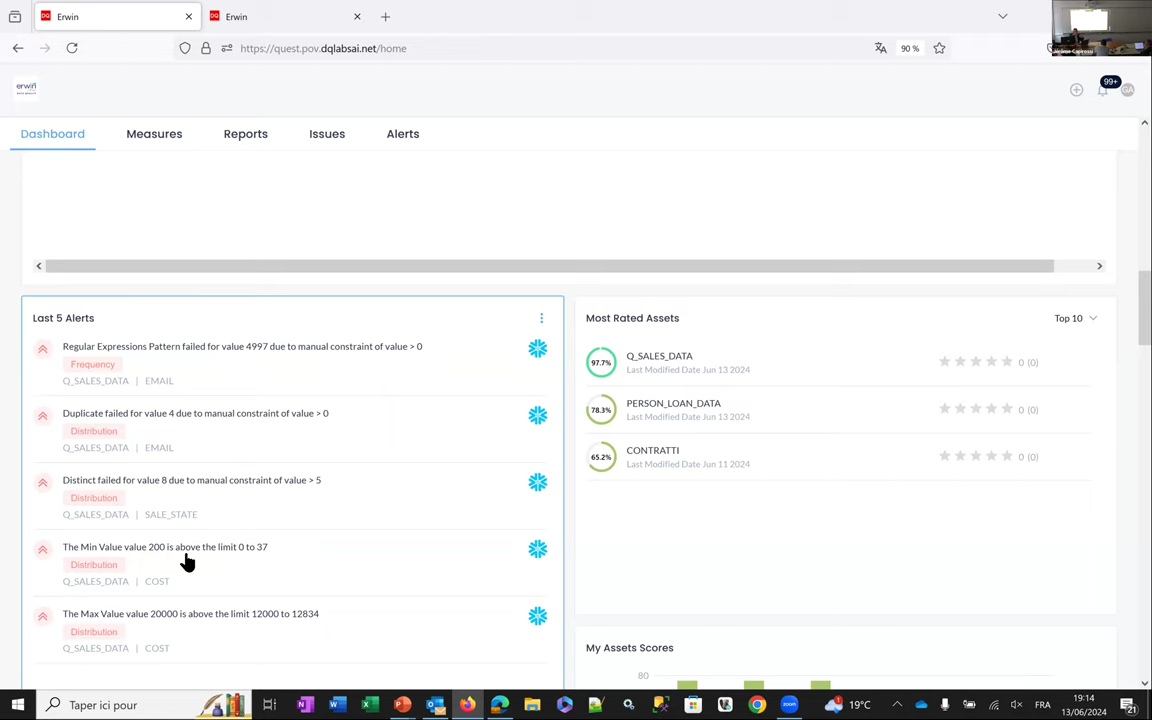 Erwin
Erwin
https://quest.pov.dqlabsai.net/home
90 %
erwin
99+
GA
Dashboard
Measures
Reports
Issues
Alerts
Last 5 Alerts
Regular Expressions Pattern failed for value 4997 due to manual constraint of value > 0
Frequency
Q_SALES_DATA | EMAIL
Duplicate failed for value 4 due to manual constraint of value > 0
Distribution
Q_SALES_DATA | EMAIL
Distinct failed for value 8 due to manual constraint of value > 5
Distribution
Q_SALES_DATA | SALE_STATE
The Min Value value 200 is above the limit 0 to 37
Distribution
Q_SALES_DATA | COST
The Max Value value 20000 is above the limit 12000 to 12834
Distribution
Q_SALES_DATA | COST
Most Rated Assets
Top 10
97.7%
Q_SALES_DATA
0 (0)
Last Modified Date Jun 13 2024
78.3%
PERSON_LOAN_DATA
0 (0)
Last Modified Date Jun 13 2024
65.2%
CONTRATTI
0 (0)
Last Modified Date Jun 11 2024
My Assets Scores
80
Taper ici pour
19°C
FRA
19:14
13/06/2024
21